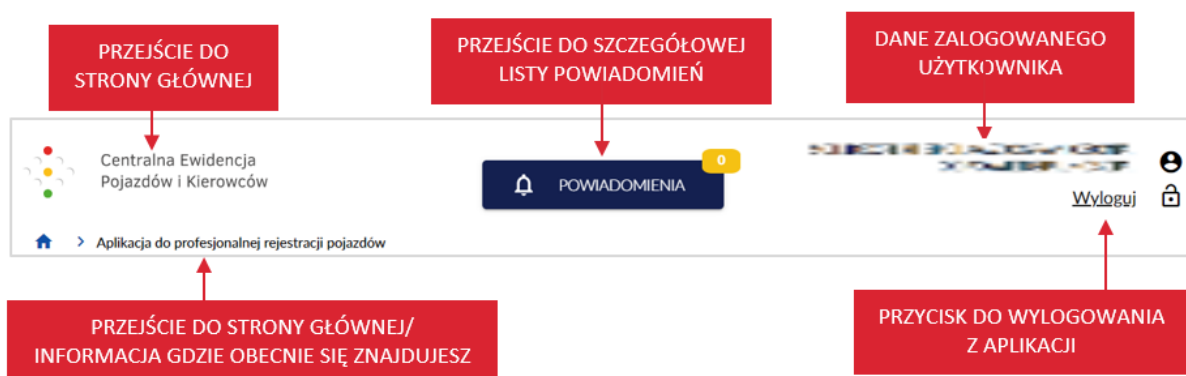 PRZEJŚCIE DO
STRONY GŁÓWNEJ
PRZEJŚCIE DO SZCZEGÓŁOWEJ
LISTY POWIADOMIEŃ
DANE ZALOGOWANEGO
UŻYTKOWNIKA
Centralna Ewidencja
Pojazdów i Kierowców
0
POWIADOMIENIA
Wyloguj
Aplikacja do profesjonalnej rejestracji pojazdów
PRZEJŚCIE DO STRONY GŁÓWNEJ/
INFORMACJA GDZIE OBECNIE SIĘ ZNAJDUJESZ
PRZYCISK DO WYLOGOWANIA
Z APLIKACJI